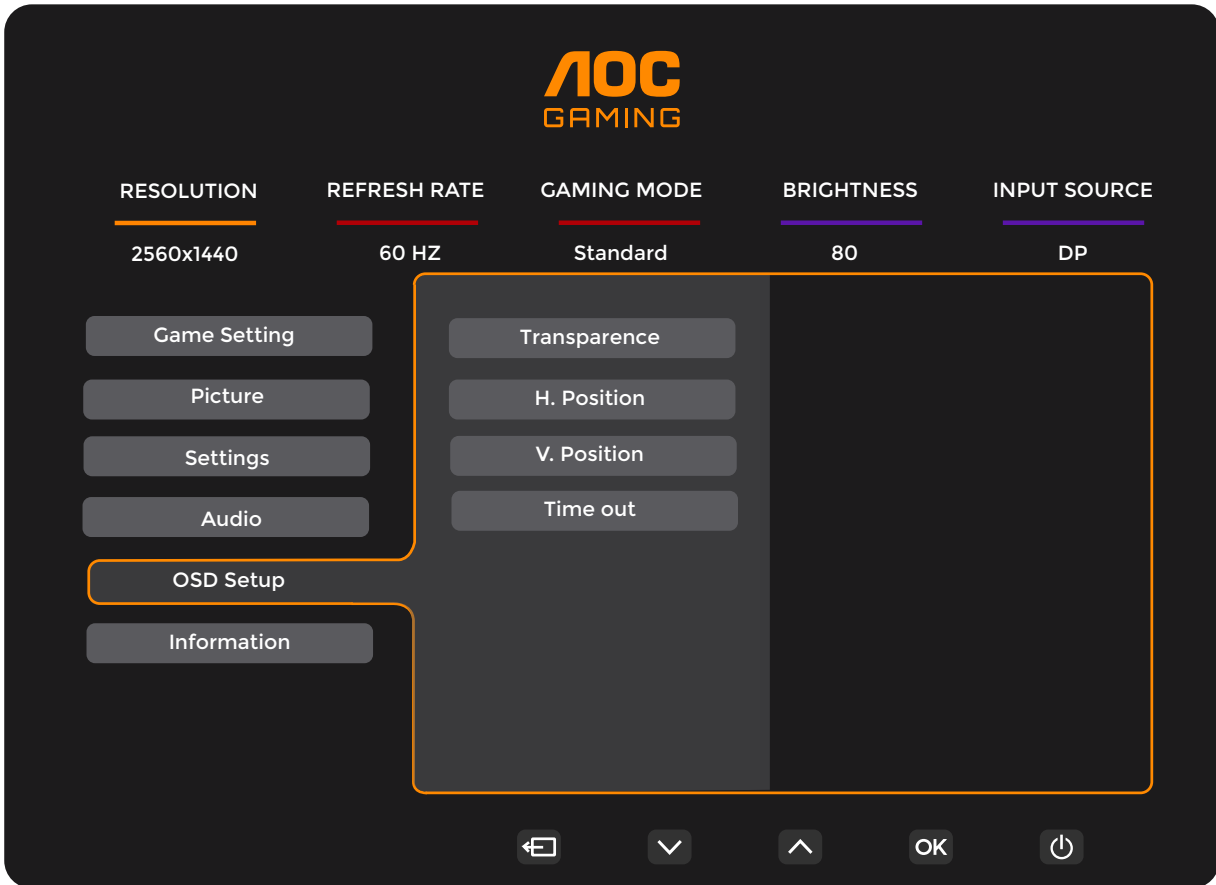 AOC
GAMING
RESOLUTION REFRESH RATE GAMING MODE BRIGHTNESS INPUT SOURCE
2560x1440 60 HZ Standard 80 DP
Game Setting
Picture
Settings
Audio
OSD Setup
Information
Transparence
H. Position
V. Position
Time out
OK